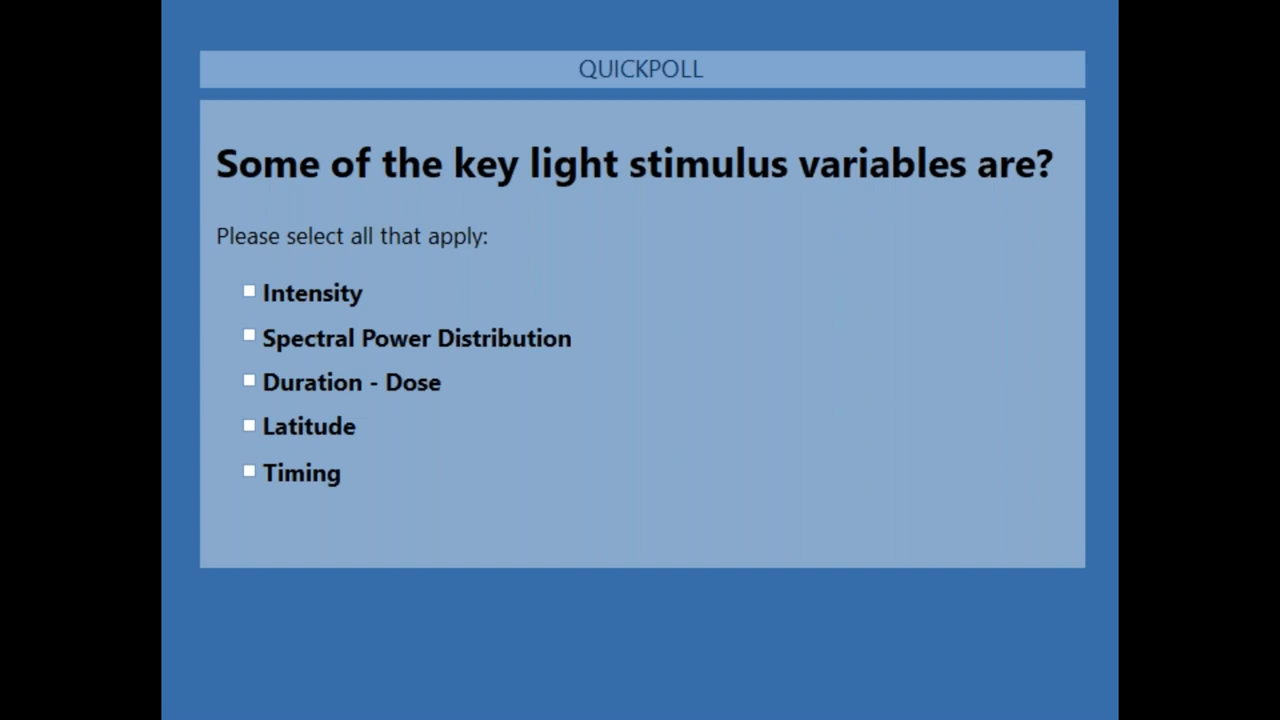 QUICKPOLL
Some of the key light stimulus variables are?
Please select all that apply:
Intensity
Spectral Power Distribution
Duration - Dose
Latitude
Timing